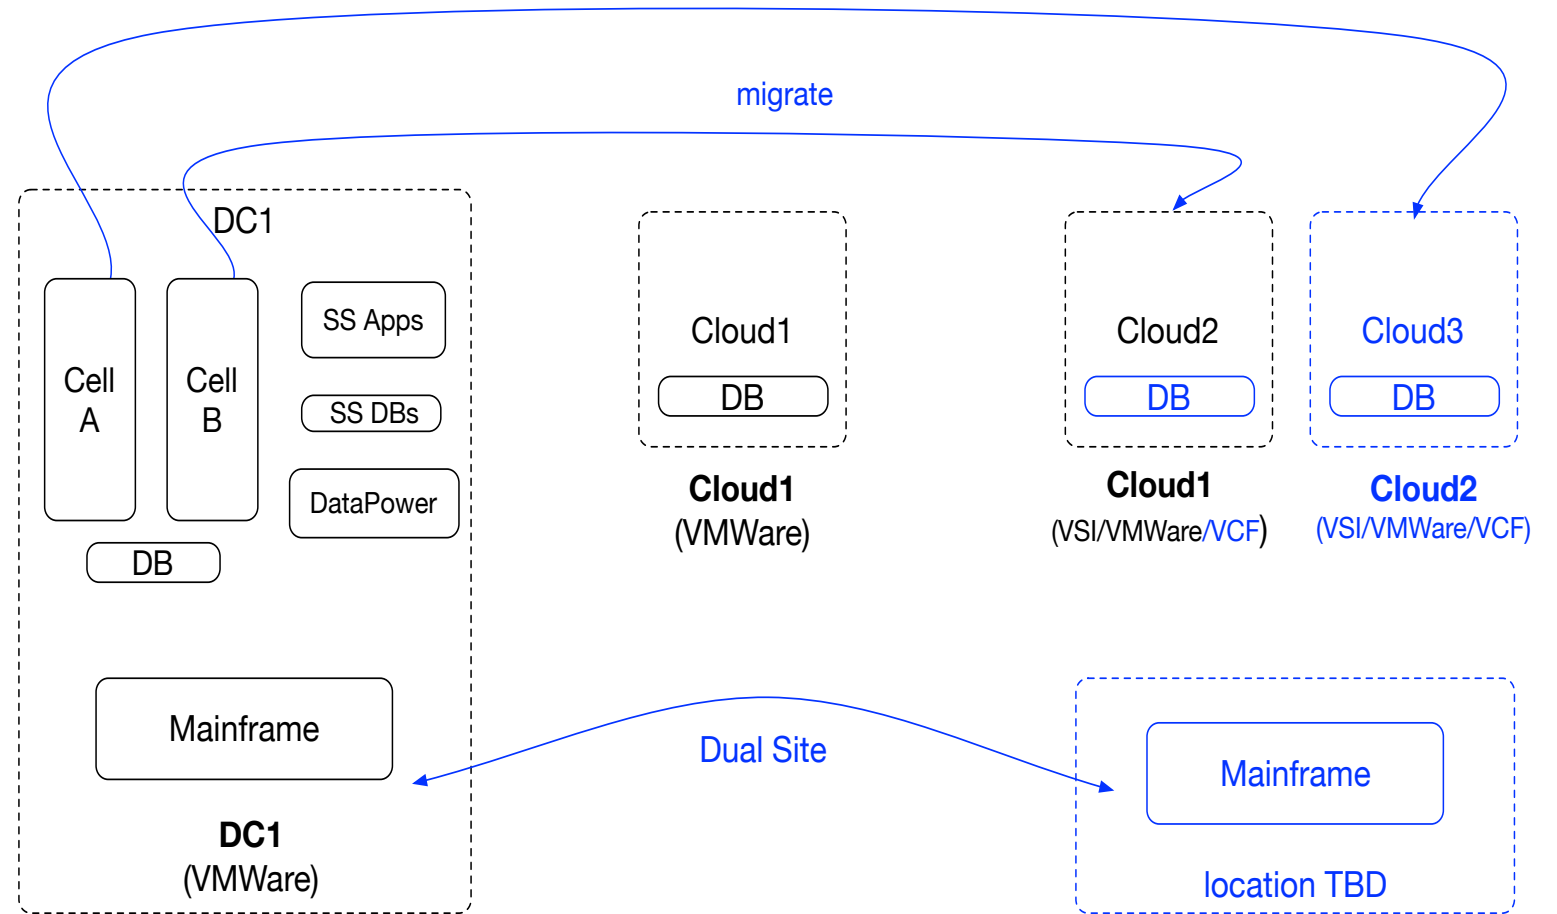 migrate
DC1
Cell
A
Cell
B
SS Apps
SS DBs
DataPower
DB
Mainframe
DC1
(VMWare)
Cloud1
DB
Cloud1
(VMWare)
Cloud2
DB
Cloud1
(VSI/VMWare/VCF)
Cloud3
DB
Cloud2
(VSI/VMWare/VCF)
Dual Site
Mainframe
location TBD